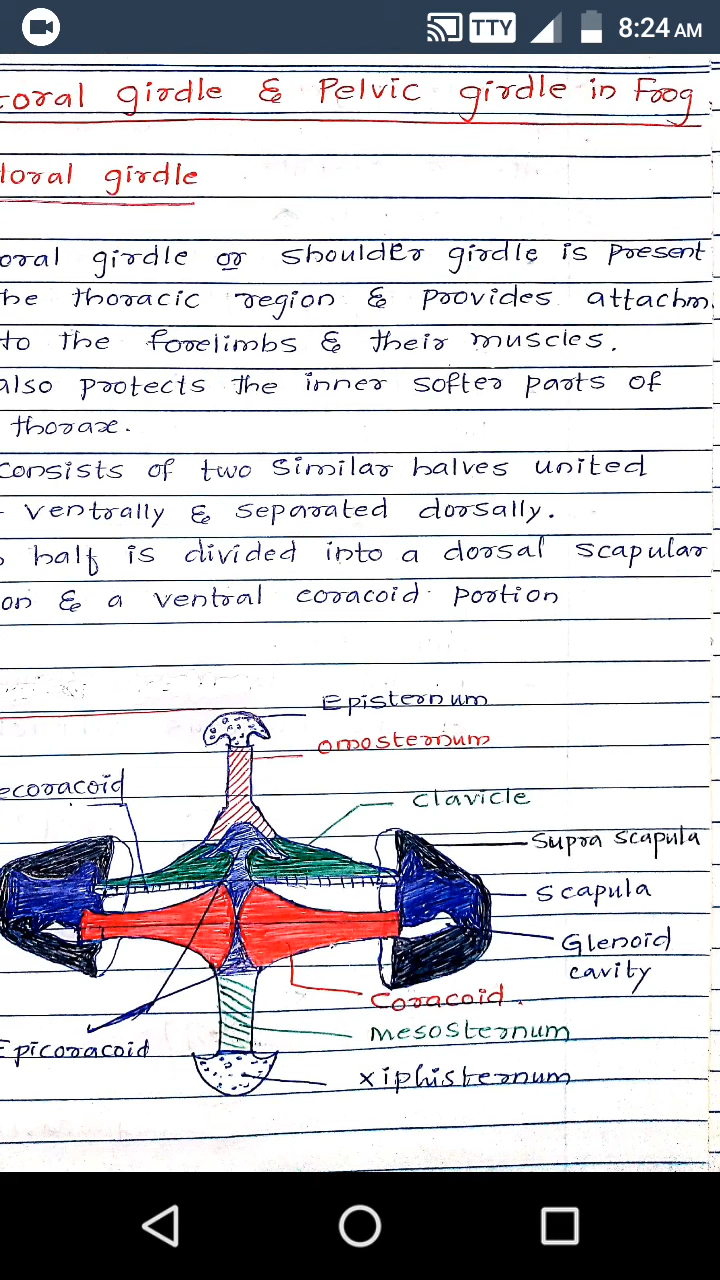 TTY 8:24 AM
toral girdle & Pelvic girdle in Frog
toral girdle
oral girdle or shoulder girdle is present
he thoracic region & provides attachm
to the forelimbs & their muscles.
also protects the inner softer parts of
thorax.
consists of two similar halves united
ventrally & separated dorsally.
half is divided into a dorsal scapular
on & a ventral coracoid portion
Episternum
omosternum
ecoracoid
clavicle
Supra scapula
scapula
Glenoid
cavity
Coracoid.
mesosternum
Epicoracoid
xiphisternum